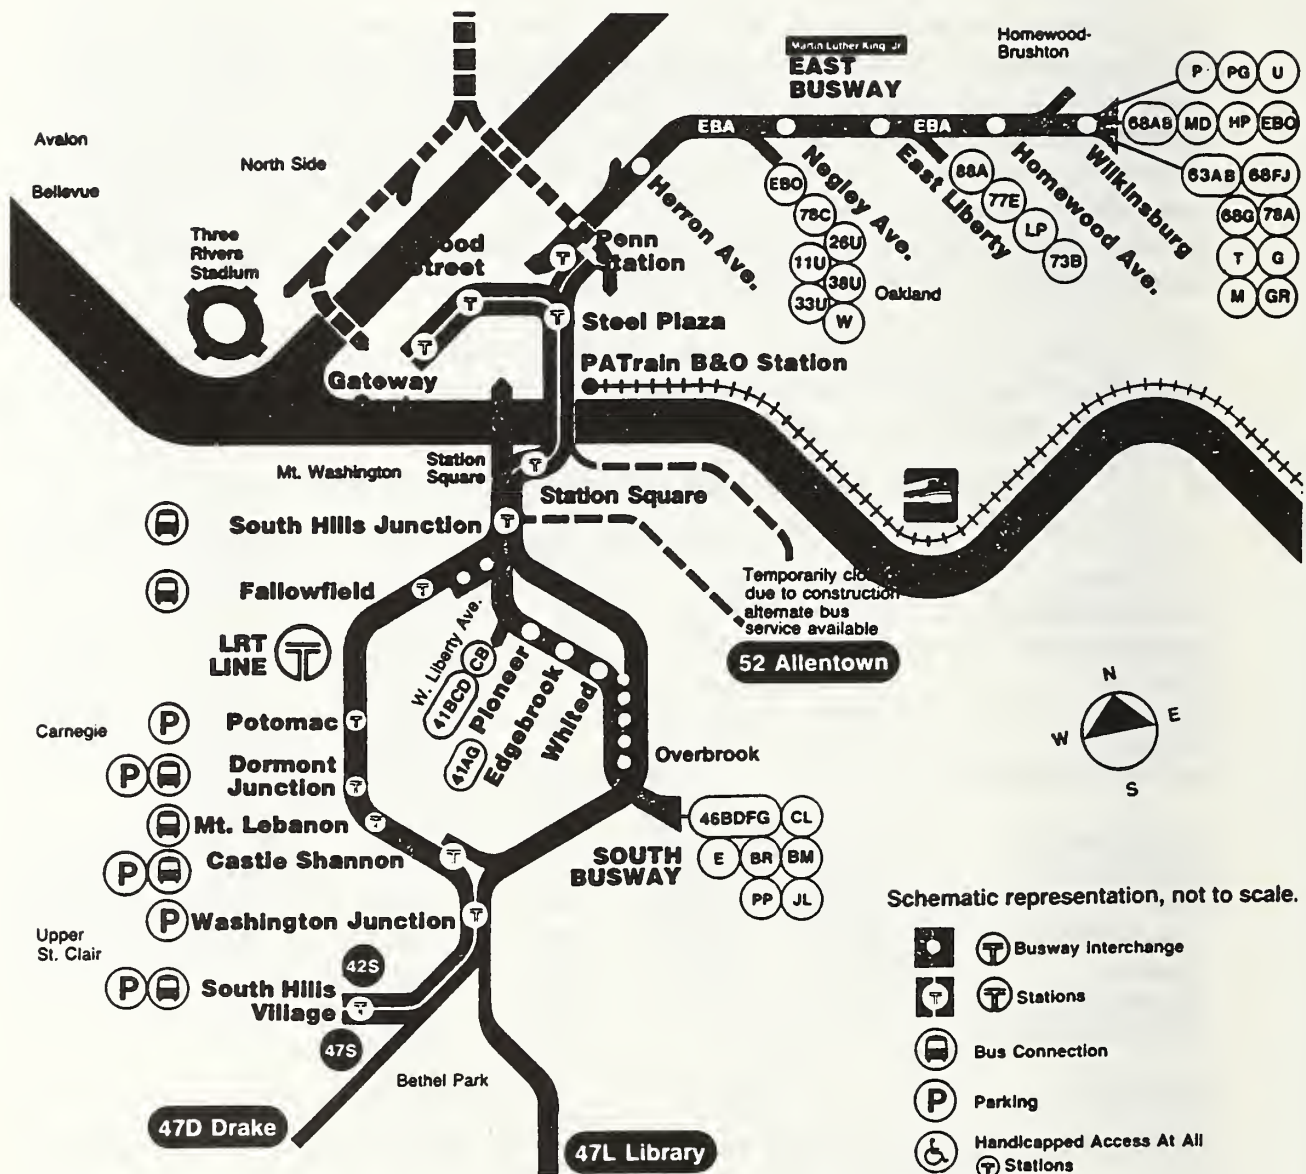 Martin Luther King Jr
EAST
BUSWAY
Homewood-
Brushton
P PG U
EBA EBA
68AB MD HP EBO
63AB 68FJ
68G 78A
T G
M GR
Herron Ave.
Negley Ave.
East Liberty
Homewood Ave.
Wilkinsburg
EBO
78C
26U
11U
38U
33U
W
Oakland
88A
77E
LP
73B
Avalon
Bellevue
North Side
Three
Rivers
Stadium
Penn
Station
Steel Plaza
PATrain B&O Station
Gateway
Mt. Washington
Station
Square
Station Square
South Hills Junction
Fallowfield
Temporarily
due to construction
alternate bus
service available
52 Allentown
LRT
LINE
W. Liberty Ave.
CB
41BCD
41AG
Pioneer
Edgebrook
Whited
Overbrook
N
W E
S
Carnegie
P Potomac
P Dormont
Junction
Mt. Lebanon
P Castle Shannon
P Washington Junction
Upper
St. Clair
P South Hills
Village
42S
47S
SOUTH
BUSWAY
46BDFG CL
E BR BM
PP JL
Bethel Park
47D Drake
47L Library
Schematic representation, not to scale.
T Busway Interchange
T T Stations
Bus Connection
P Parking
Handicapped Access At All
T Stations